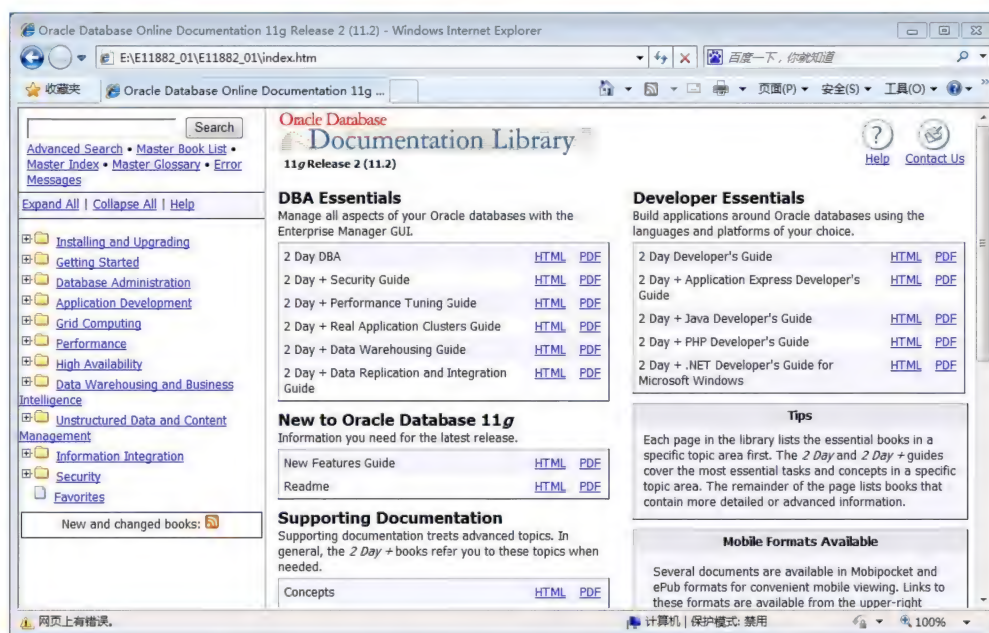 Oracle Database Online Documentation 11g Release 2 (11.2) - Windows Internet Explorer
E:\E11882_01\E11882_01\index.htm
百度一下，你就知道
收藏夹
Oracle Database Online Documentation 11g ...
页面(P)
安全(S)
工具(O)
Search
Advanced Search • Master Book List •
Master Index • Master Glossary • Error
Messages
Expand All | Collapse All | Help
Installing and Upgrading
Getting Started
Database Administration
Application Development
Grid Computing
Performance
High Availability
Data Warehousing and Business
Intelligence
Unstructured Data and Content
Management
Information Integration
Security
Favorites
New and changed books:
Oracle Database
Documentation Library
11g Release 2 (11.2)
Help
Contact Us
DBA Essentials
Manage all aspects of your Oracle databases with the
Enterprise Manager GUI.
2 Day DBA HTML PDF
2 Day + Security Guide HTML PDF
2 Day + Performance Tuning Guide HTML PDF
2 Day + Real Application Clusters Guide HTML PDF
2 Day + Data Warehousing Guide HTML PDF
2 Day + Data Replication and Integration HTML PDF
Guide
New to Oracle Database 11g
Information you need for the latest release.
New Features Guide HTML PDF
Readme HTML PDF
Supporting Documentation
Supporting documentation treets advanced topics. In
general, the 2 Day + books refer you to these topics when
needed.
Concepts HTML PDF
Developer Essentials
Build applications around Oracle databases using the
languages and platforms of your choice.
2 Day Developer's Guide HTML PDF
2 Day + Application Express Developer's HTML PDF
Guide
2 Day + Java Developer's Guide HTML PDF
2 Day + PHP Developer's Guide HTML PDF
2 Day + .NET Developer's Guide for HTML PDF
Microsoft Windows
Tips
Each page in the library lists the essential books in a
specific topic area first. The 2 Day and 2 Day + guides
cover the most essential tasks and concepts in a specific
topic area. The remainder of the page lists books that
contain more detailed or advanced information.
Mobile Formats Available
Several documents are available in Mobipocket and
ePub formats for convenient mobile viewing. Links to
these formats are available from the upper-right
网页上有错误。
计算机 | 保护模式: 禁用
100%